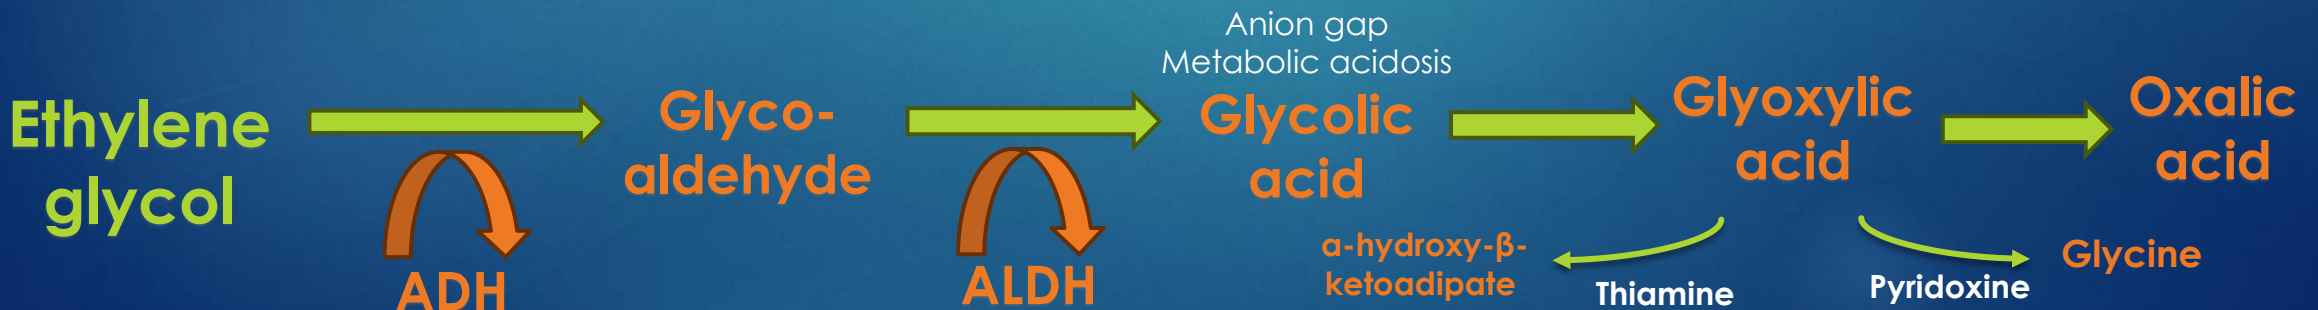 Ethylene
glycol
ADH
Glyco-
aldehyde
ALDH
Anion gap
Metabolic acidosis
Glycolic
acid
Glyoxylic
acid
Oxalic
acid
α-hydroxy-β-
ketoadipate
Thiamine
Pyridoxine
Glycine